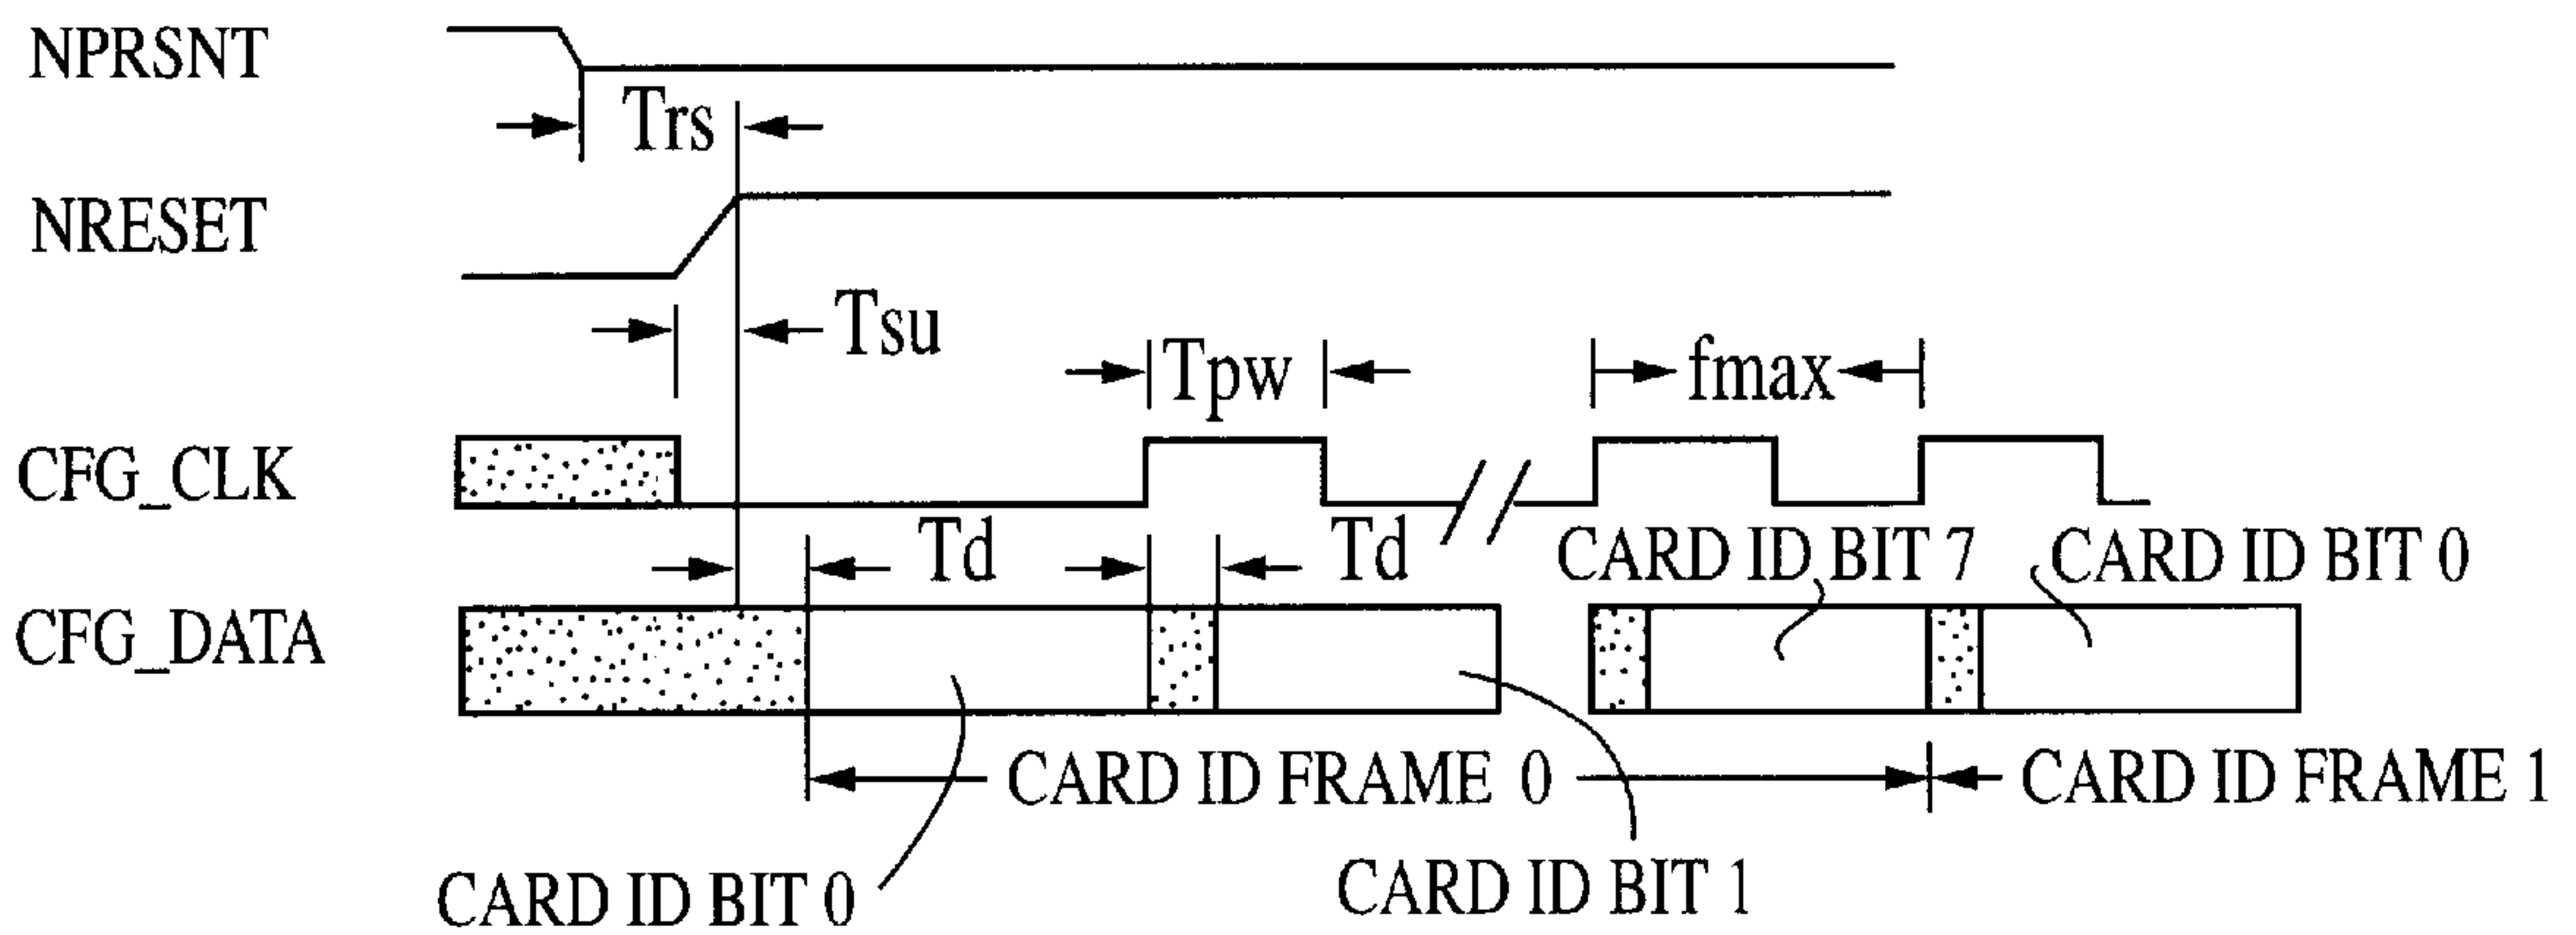 NPRSNT
Trs
NRESET
Tsu
Tpw
fmax
CFG_CLK
Td
Td
CARD ID BIT 7
CARD ID BIT 0
CFG_DATA
CARD ID FRAME 0
CARD ID FRAME 1
CARD ID BIT 0
CARD ID BIT 1